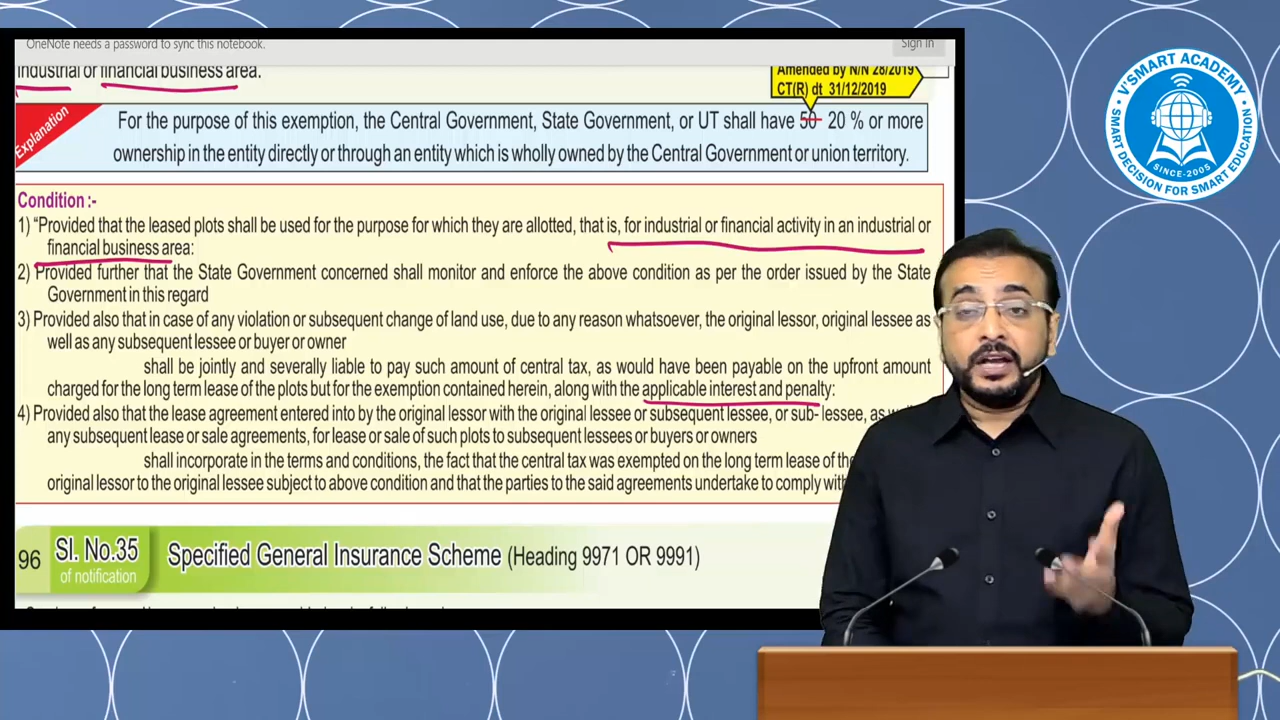 OneNote needs a password to sync this notebook.
Sign in
industrial or financial business area.
Amended by N/N 28/2019
CT(R) dt 31/12/2019
Explanation
For the purpose of this exemption, the Central Government, State Government, or UT shall have 50 20 % or more
ownership in the entity directly or through an entity which is wholly owned by the Central Government or union territory.
Condition :-
1) “Provided that the leased plots shall be used for the purpose for which they are allotted, that is, for industrial or financial activity in an industrial or
financial business area:
2) Provided further that the State Government concerned shall monitor and enforce the above condition as per the order issued by the State
Government in this regard
3) Provided also that in case of any violation or subsequent change of land use, due to any reason whatsoever, the original lessor, original lessee as
well as any subsequent lessee or buyer or owner
shall be jointly and severally liable to pay such amount of central tax, as would have been payable on the upfront amount
charged for the long term lease of the plots but for the exemption contained herein, along with the applicable interest and penalty:
4) Provided also that the lease agreement entered into by the original lessor with the original lessee or subsequent lessee, or sub- lessee, as
any subsequent lease or sale agreements, for lease or sale of such plots to subsequent lessees or buyers or owners
shall incorporate in the terms and conditions, the fact that the central tax was exempted on the long term lease of the
original lessor to the original lessee subject to above condition and that the parties to the said agreements undertake to comply
96
Sl. No.35
of notification
Specified General Insurance Scheme (Heading 9971 OR 9991)
V'SMART ACADEMY
SINCE-2005
SMART DECISION FOR SMART EDUCATION